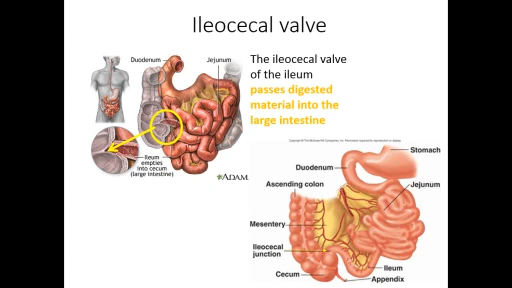 Ileocecal valve
Duodenum
Jejunum
Ileum
empties
into cecum
(large intestine)
ADAM.
The ileocecal valve
of the ileum
passes digested
material into the
large intestine
Stomach
Duodenum
Ascending colon
Jejunum
Mesentery
Ileocecal
junction
Cecum
Ileum
Appendix